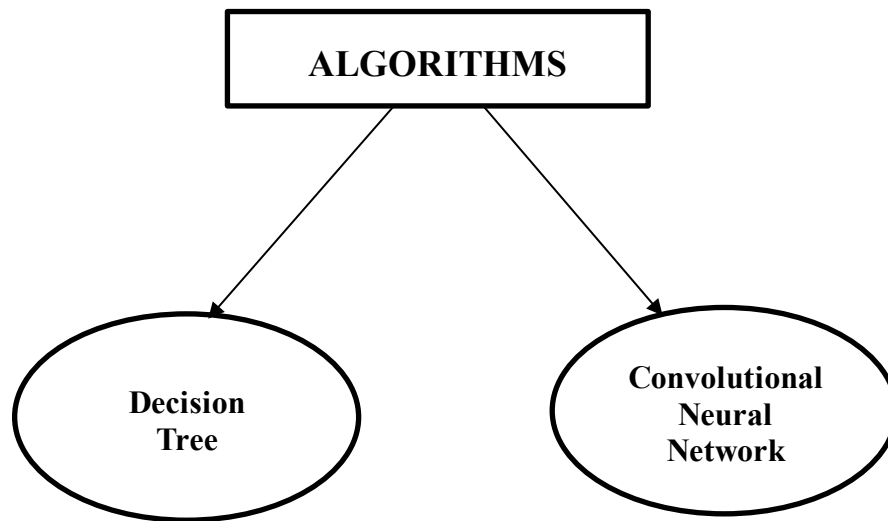 ALGORITHMS
Decision
Tree
Convolutional
Neural
Network